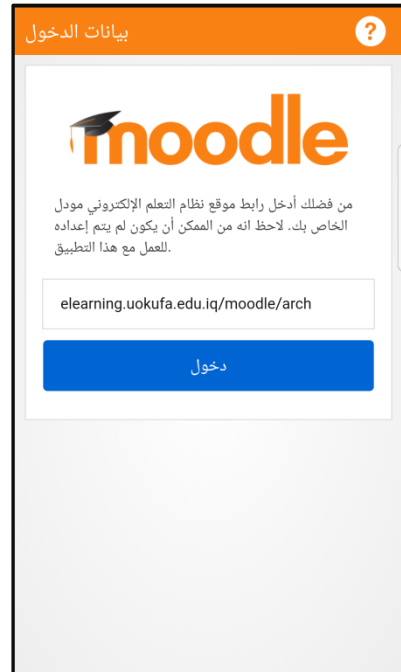 بيانات الدخول
?
moodle
من فضلك أدخل رابط موقع نظام التعلم الإلكتروني مودل
الخاص بك. لاحظ انه من الممكن أن يكون لم يتم إعداده
للعمل مع هذا التطبيق.
elearning.uokufa.edu.iq/moodle/arch
دخول